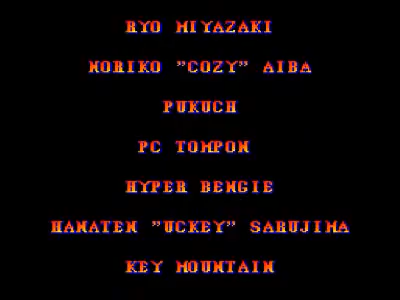 RYO MIYAZAKI
NORIKO "COZY" AIBA
PUKUCH
PC TOMPON
HYPER BENGIE
HANATEN "UCKEY" SARUJIMA
KEY MOUNTAIN